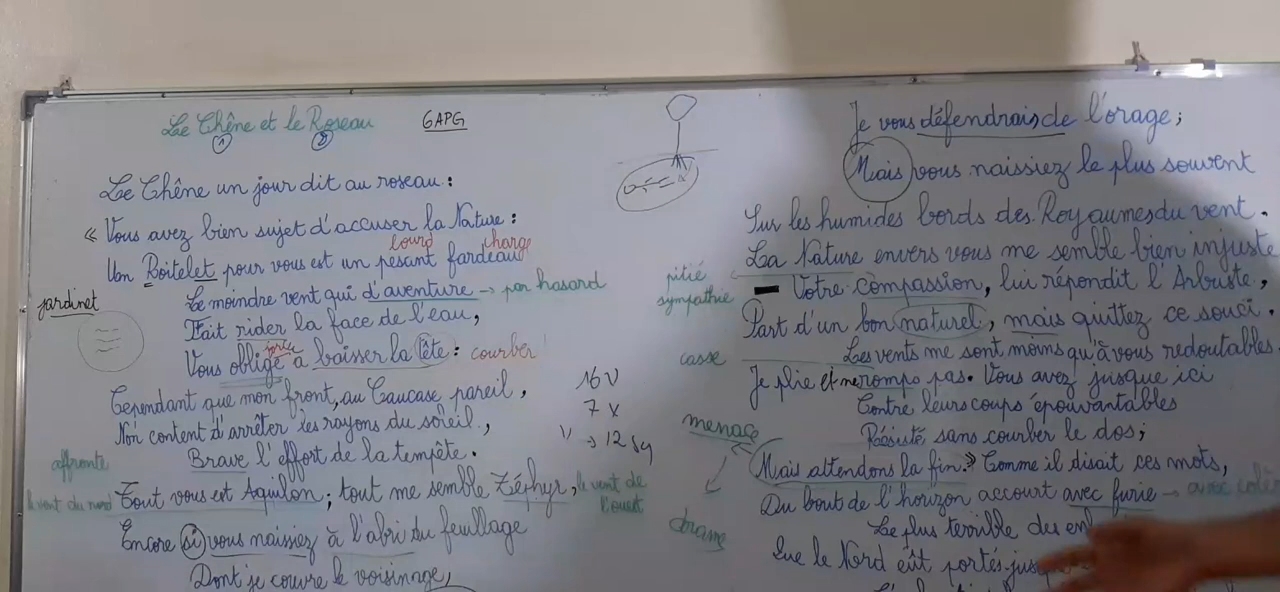 Le Chêne et le Roseau
6APG
1
2
Le Chêne un jour dit au roseau :
« Vous avez bien sujet d'accuser la Nature :
lourd charge
Un Roitelet pour vous est un pesant fardeau
jardinet
Le moindre vent qui d'aventure → par hasard
Fait rider la face de l'eau,
Vous oblige à baisser la tête : courber
Cependant que mon front, au Caucase pareil,
Non content d'arrêter les rayons du soleil,
Brave l'effort de la tempête.
affronte
Tout vous est Aquilon ; tout me semble Zéphyr,
le vent du nord
le vent de l'ouest
Encore si vous naissiez à l'abri du feuillage
Dont je couvre le voisinage,
16 v
7 x
→ 12 sy
Je vous défendrais de l'orage ;
Mais vous naissiez le plus souvent
Sur les humides bords des Royaumes du vent.
La Nature envers vous me semble bien injuste
pitié
sympathie
- Votre compassion, lui répondit l'Arbuste,
Part d'un bon naturel, mais quittez ce souci.
Les vents me sont moins qu'à vous redoutables.
casse
Je plie et ne romps pas. Vous avez jusque ici
Contre leurs coups épouvantables
Résisté sans courber le dos ;
menace
Mais attendons la fin. » Comme il disait ces mots,
Du bout de l'horizon accourt avec furie → avec colère
drame
Le plus terrible des
Que le Nord eût portés